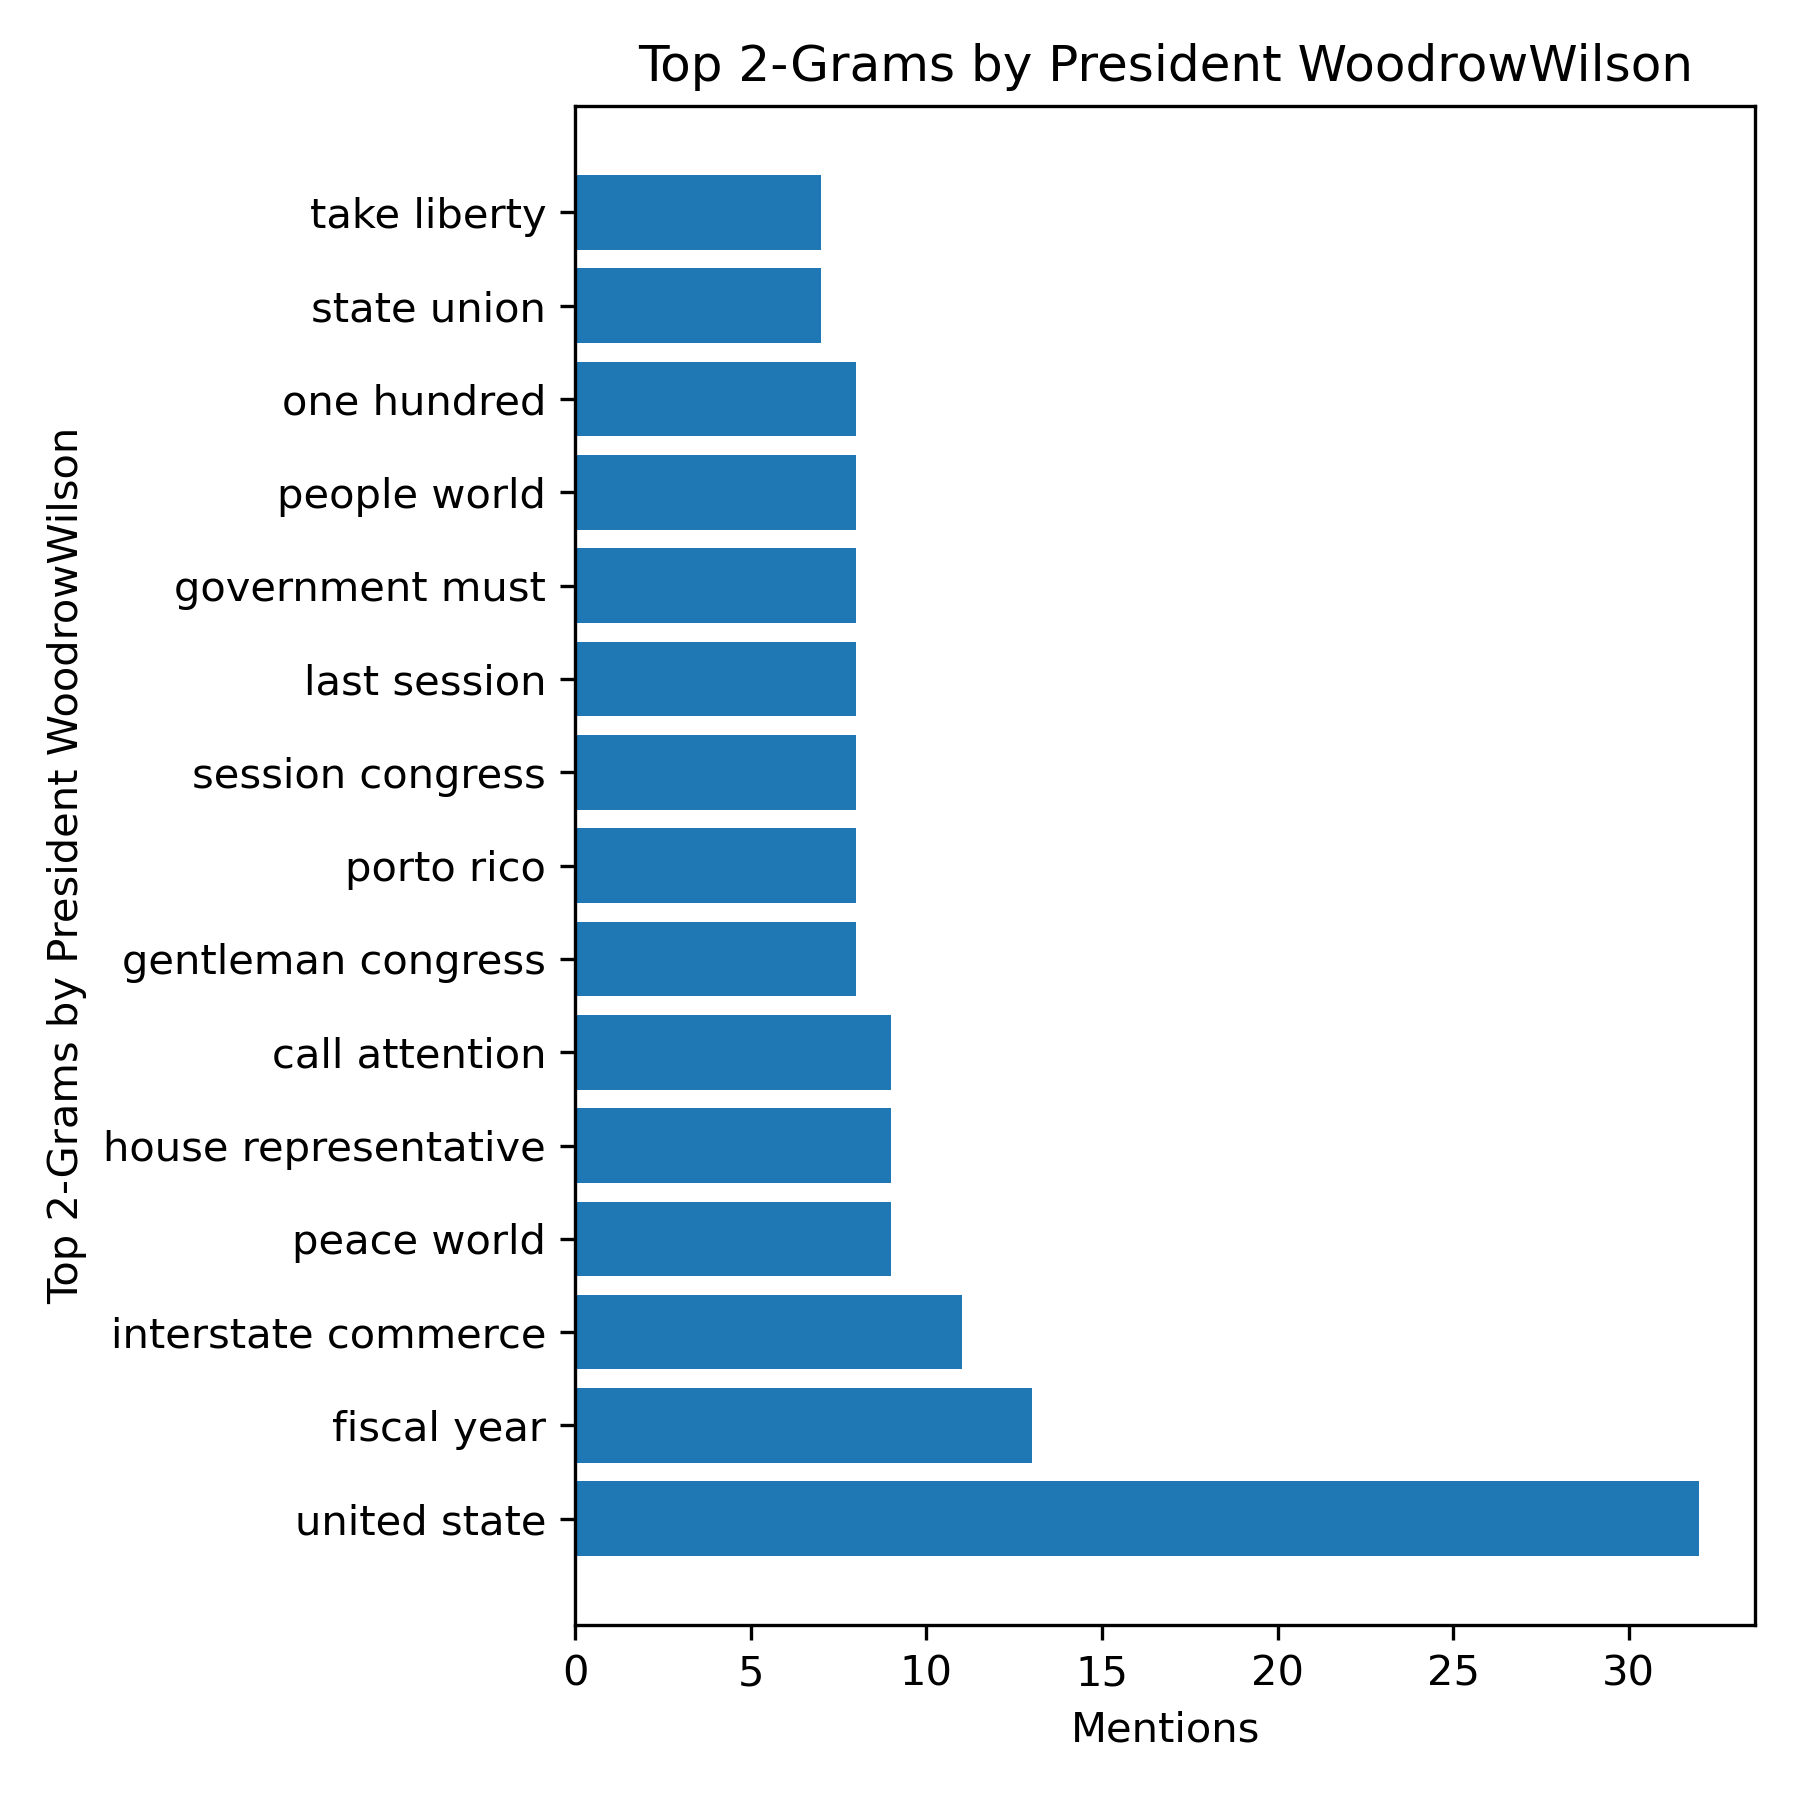 Top 2-Grams by President WoodrowWilson
Top 2-Grams by President WoodrowWilson
take liberty
state union
one hundred
people world
government must
last session
session congress
porto rico
gentleman congress
call attention
house representative
peace world
interstate commerce
fiscal year
united state
0 5 10 15 20 25 30
Mentions